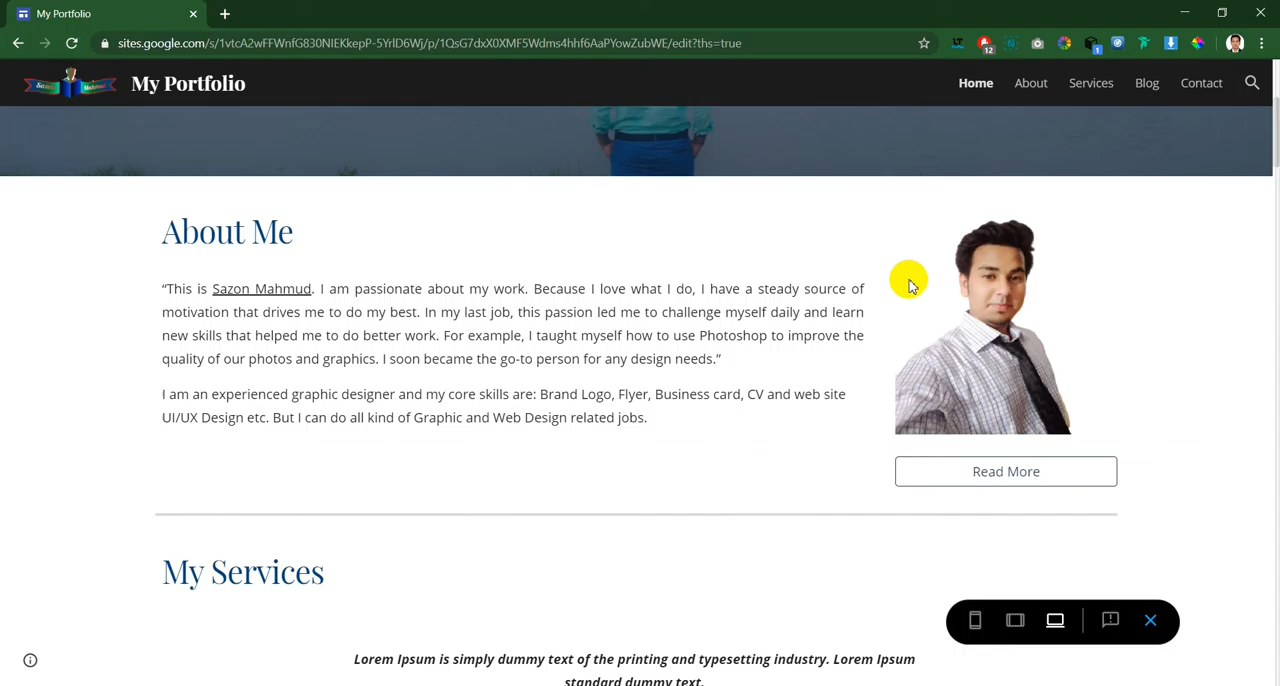 My Portfolio
sites.google.com/s/1vtcA2wFFWnfG830NIEKkepP-5YrlD6Wj/p/1QsG7dxX0XMF5Wdms4hhf6AaPYowZubWE/edit?ths=true
12
1
Sazon Mahmud
My Portfolio
Home About Services Blog Contact
About Me
“This is Sazon Mahmud. I am passionate about my work. Because I love what I do, I have a steady source of
motivation that drives me to do my best. In my last job, this passion led me to challenge myself daily and learn
new skills that helped me to do better work. For example, I taught myself how to use Photoshop to improve the
quality of our photos and graphics. I soon became the go-to person for any design needs.”
I am an experienced graphic designer and my core skills are: Brand Logo, Flyer, Business card, CV and web site
UI/UX Design etc. But I can do all kind of Graphic and Web Design related jobs.
Read More
My Services
Lorem Ipsum is simply dummy text of the printing and typesetting industry. Lorem Ipsum
standard dummy text.